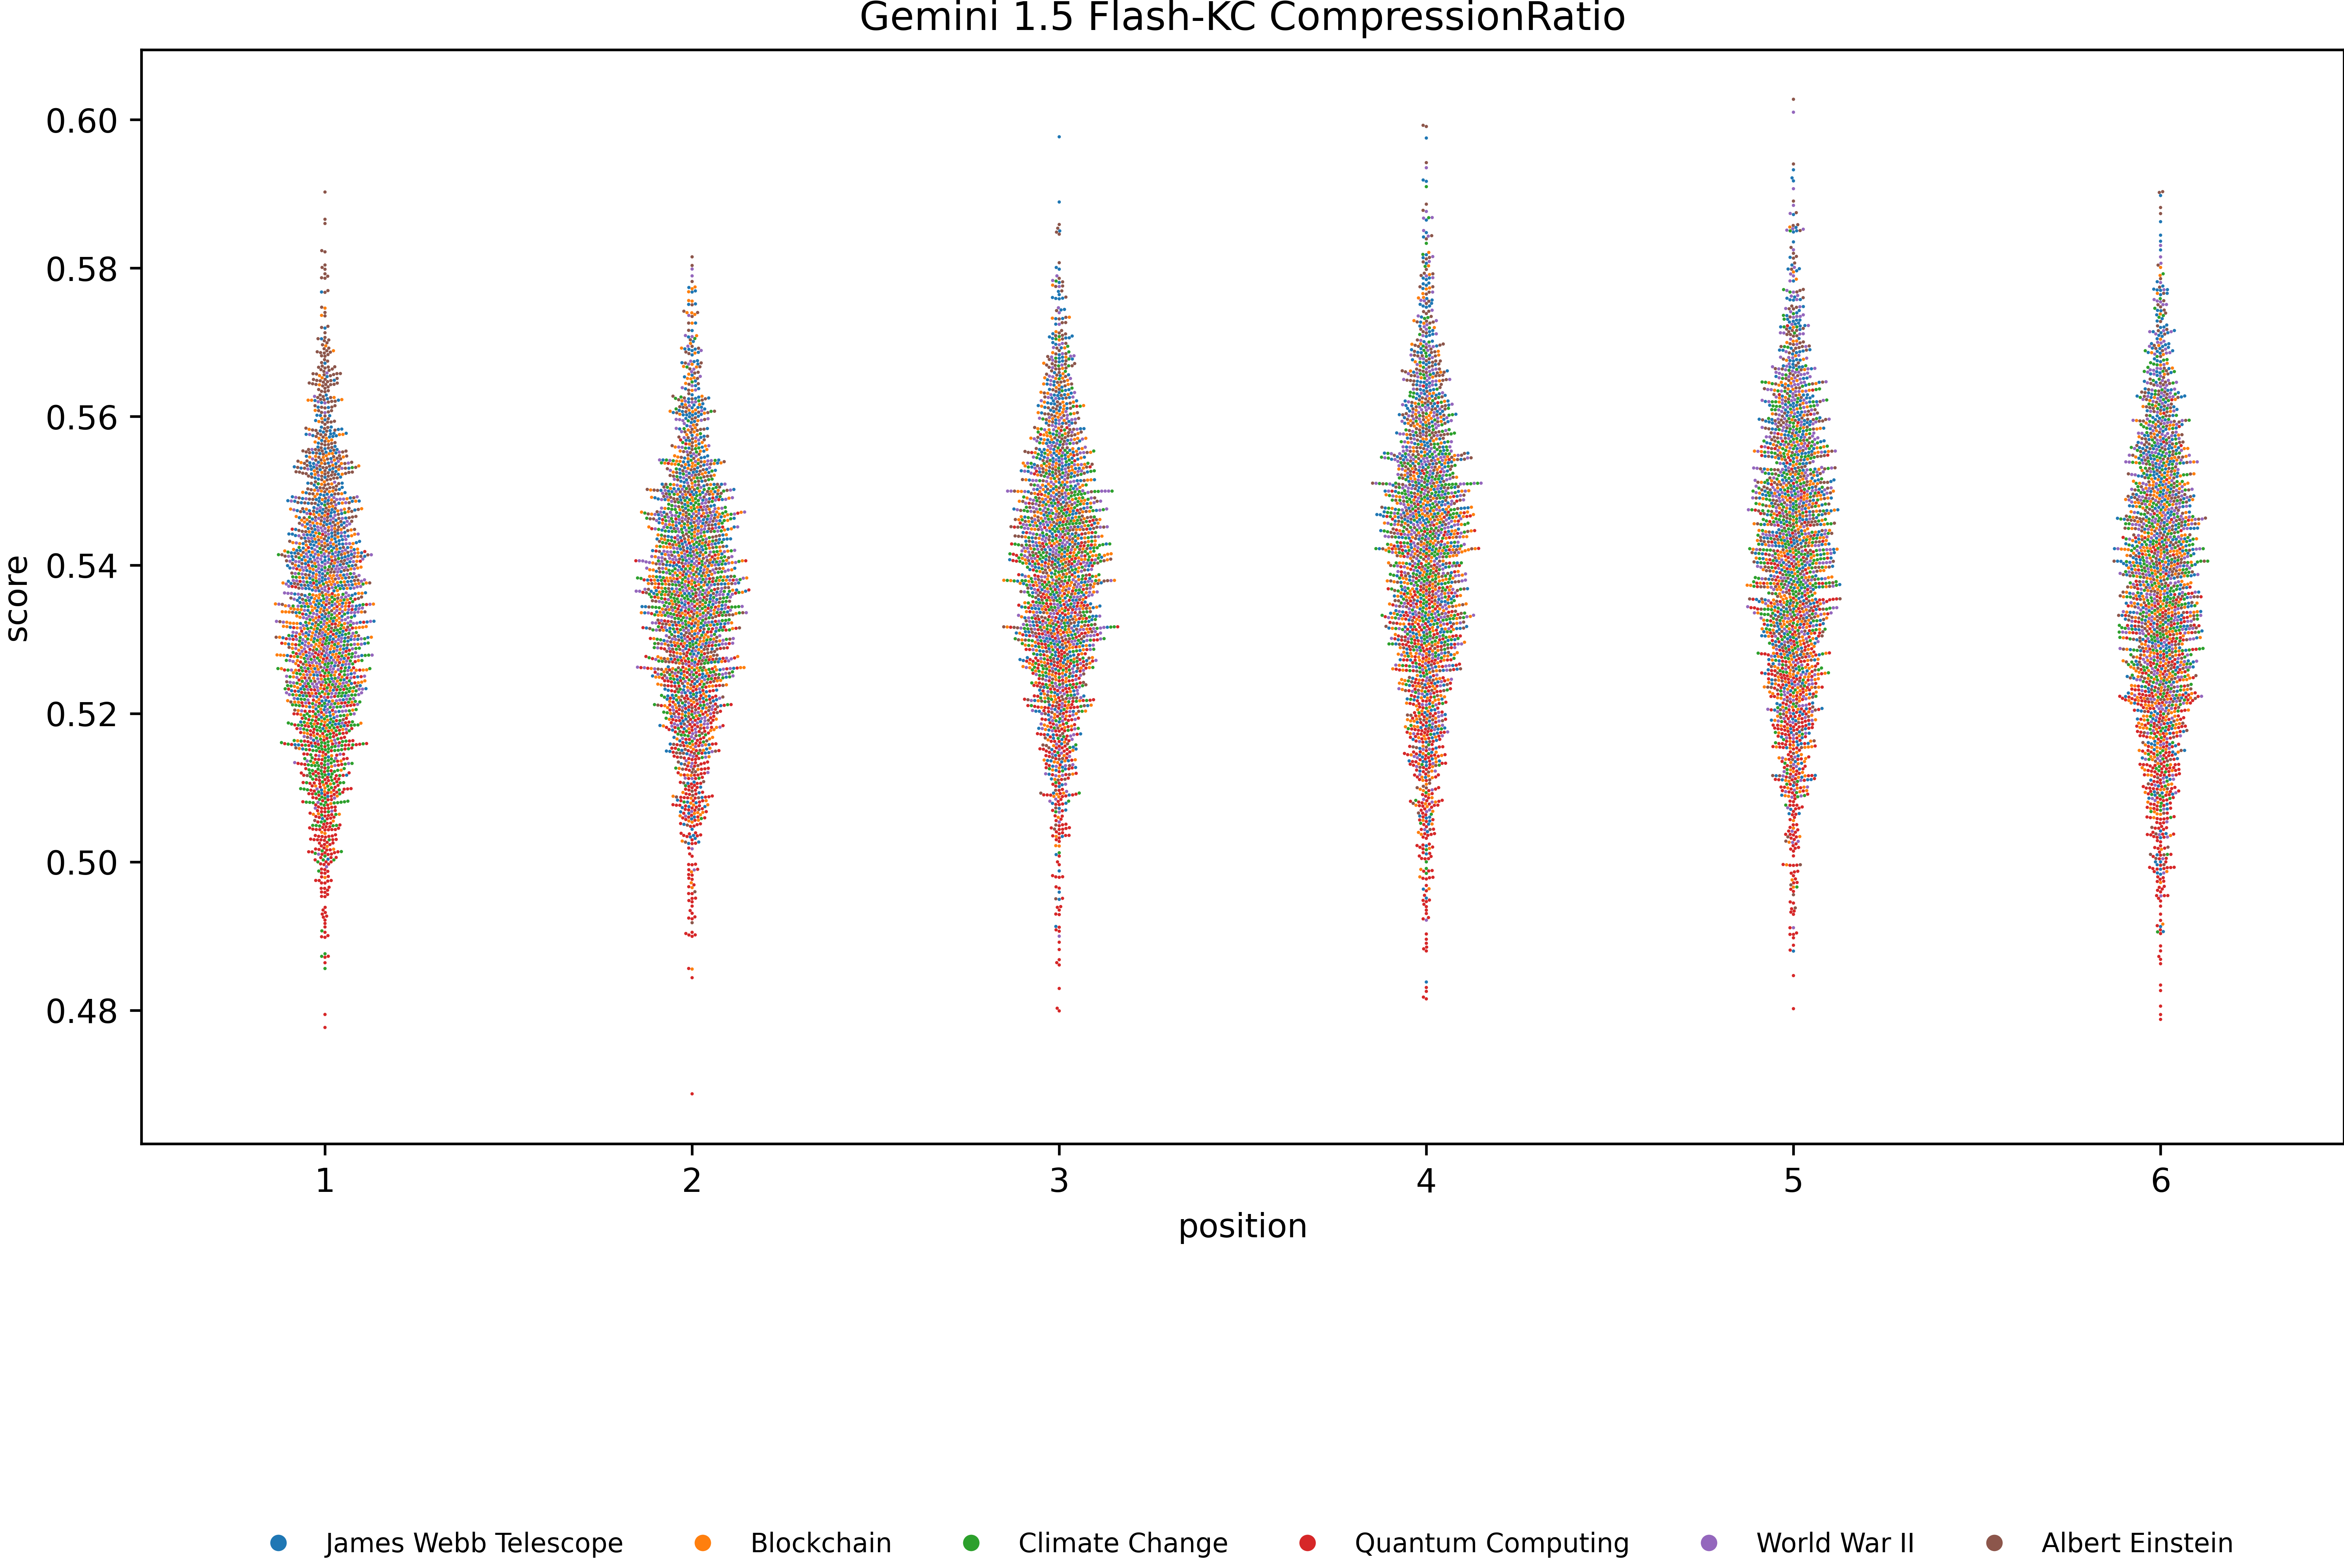 Gemini 1.5 Flash-KC CompressionRatio
0.60
0.58
0.56
0.54
0.52
0.50
0.48
score
1 2 3 4 5 6
position
James Webb Telescope Blockchain Climate Change Quantum Computing World War II Albert Einstein